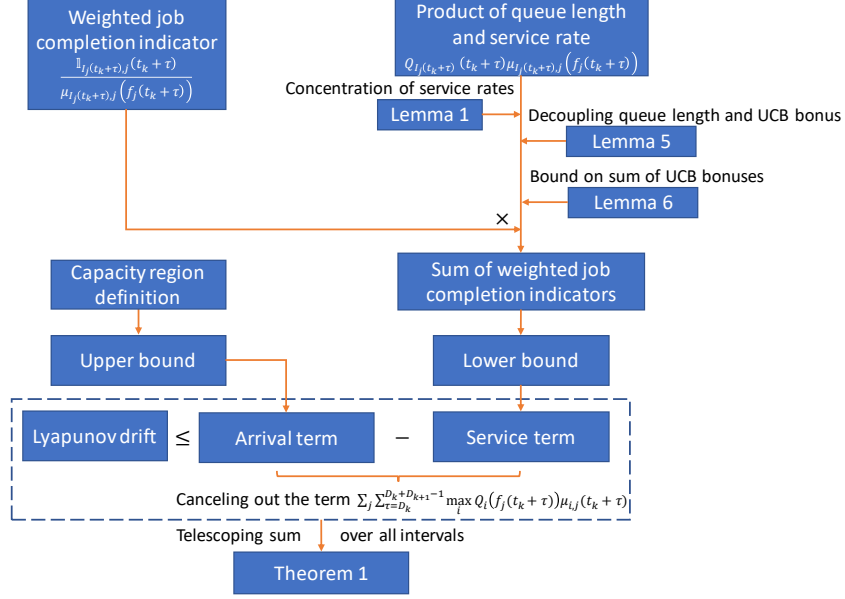 Weighted job
completion indicator
𝟙_{I_j(t_k+τ),j}(t_k + τ)
μ_{I_j(t_k+τ),j}(f_j(t_k + τ))
Product of queue length
and service rate
Q_{I_j(t_k+τ)}(t_k + τ)μ_{I_j(t_k+τ),j}(f_j(t_k + τ))
Concentration of service rates
Lemma 1
Decoupling queue length and UCB bonus
Lemma 5
Bound on sum of UCB bonuses
Lemma 6
×
Capacity region
definition
Sum of weighted job
completion indicators
Upper bound
Lower bound
Lyapunov drift ≤ Arrival term − Service term
Canceling out the term ∑_j ∑_{τ=D_k}^{D_k+D_{k+1}−1} max_i Q_i(f_j(t_k + τ))μ_{i,j}(t_k + τ)
Telescoping sum over all intervals
Theorem 1